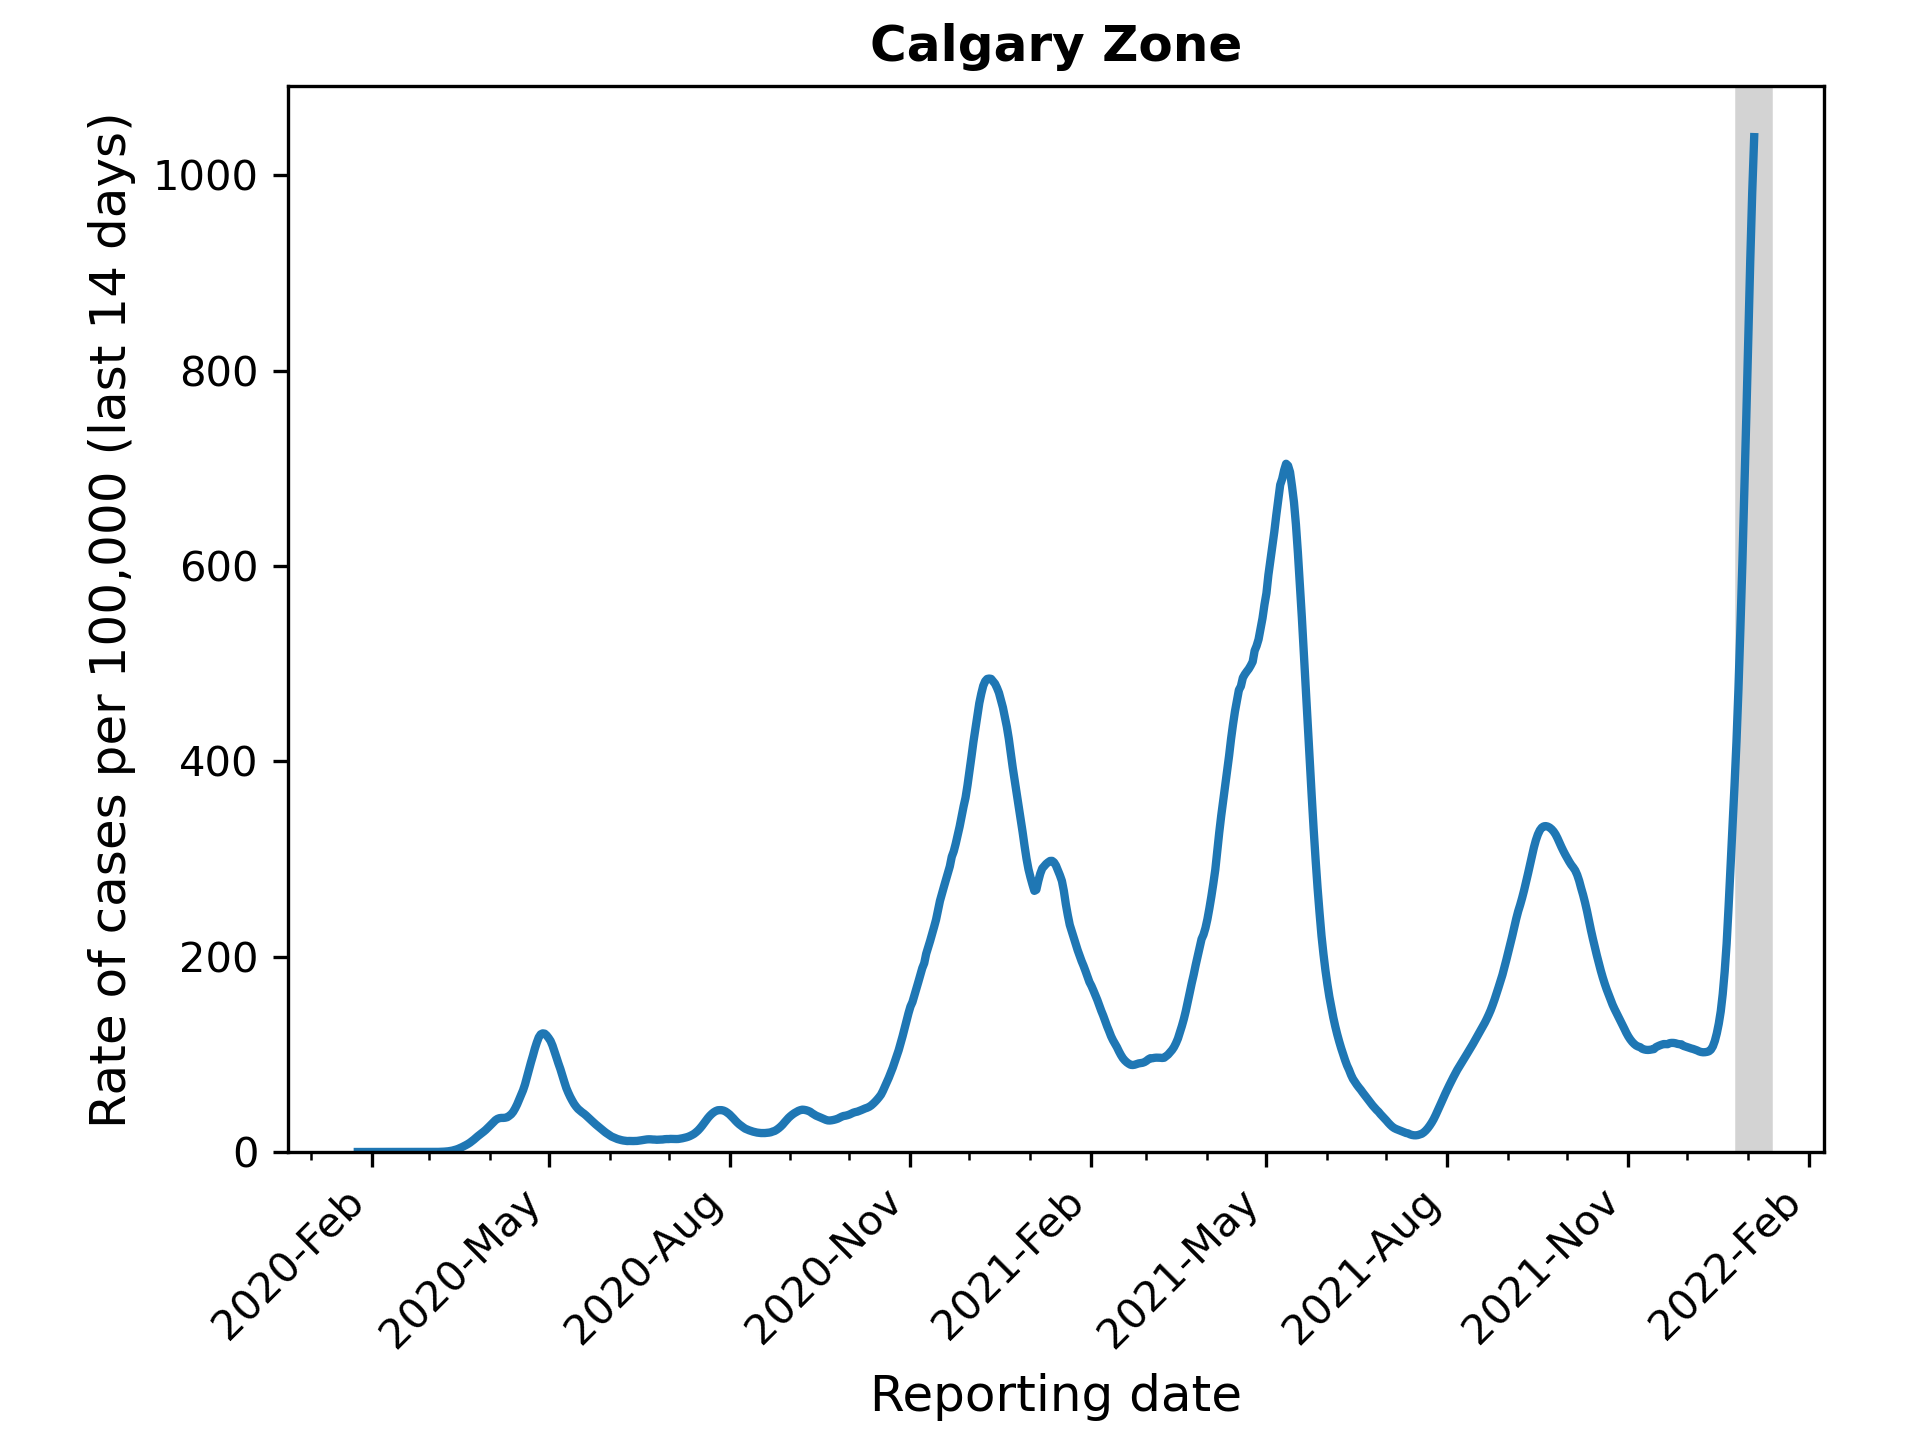 Calgary Zone
Rate of cases per 100,000 (last 14 days)
1000
800
600
400
200
0
2020-Feb
2020-May
2020-Aug
2020-Nov
2021-Feb
2021-May
2021-Aug
2021-Nov
2022-Feb
Reporting date